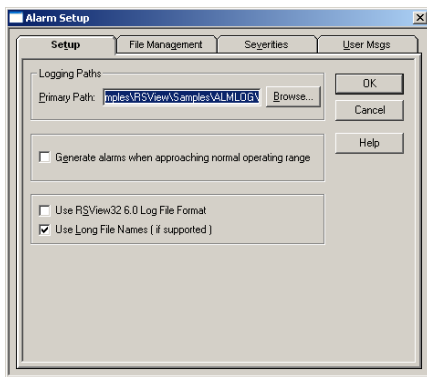 Alarm Setup
Setup File Management Severities User Msgs
Logging Paths
Primary Path: mples\RSView\Samples\ALMLOG\ Browse...
OK
Cancel
Help
Generate alarms when approaching normal operating range
Use RSView32 6.0 Log File Format
Use Long File Names ( if supported )